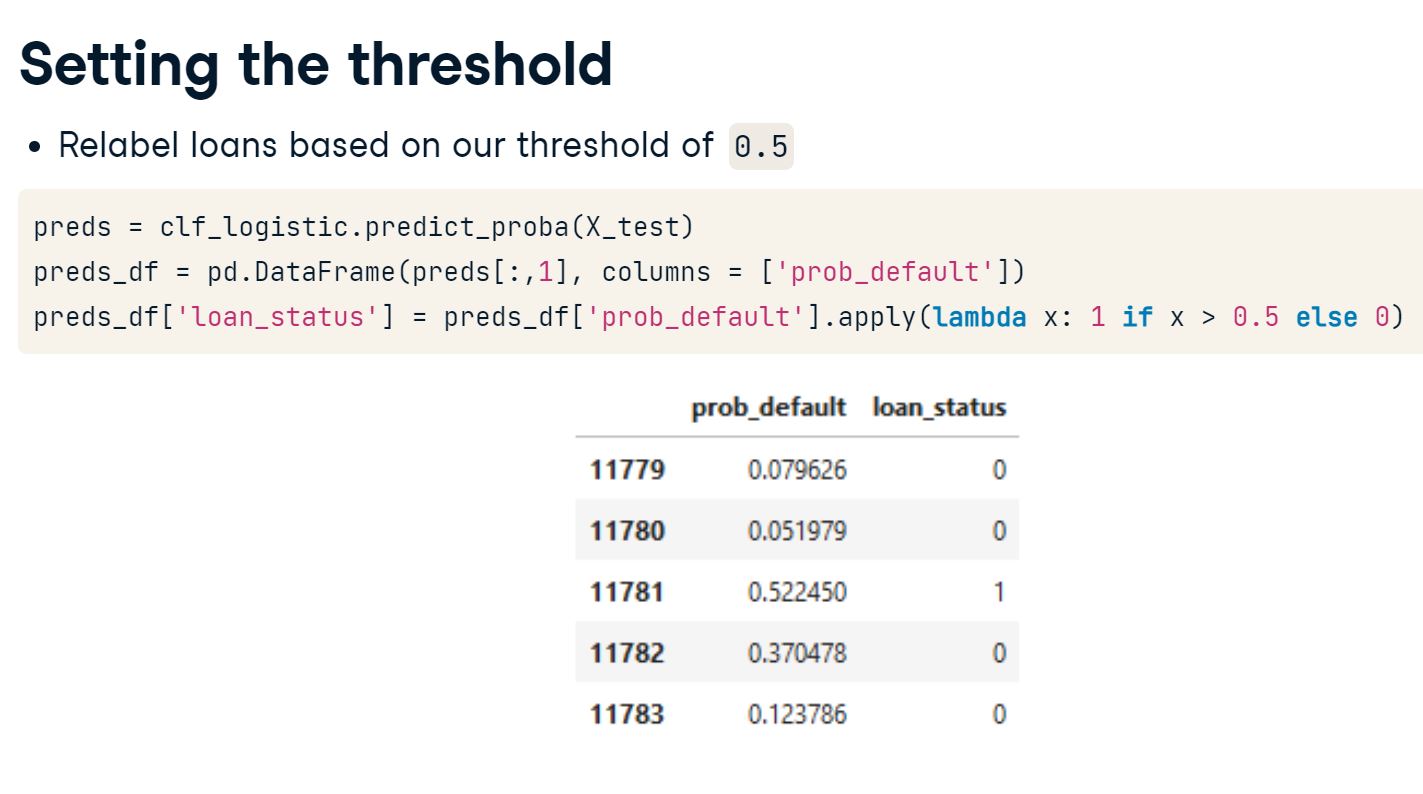 Setting the threshold
• Relabel loans based on our threshold of 0.5
preds = clf_logistic.predict_proba(X_test)
preds_df = pd.DataFrame(preds[:,1], columns = ['prob_default'])
preds_df['loan_status'] = preds_df['prob_default'].apply(lambda x: 1 if x > 0.5 else 0)
prob_default loan_status
11779 0.079626 0
11780 0.051979 0
11781 0.522450 1
11782 0.370478 0
11783 0.123786 0